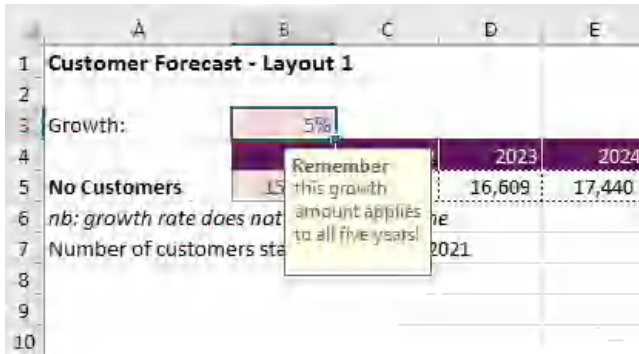 A B C D E
1 Customer Forecast - Layout 1
2
3 Growth: 5%
4 2023 2024
5 No Customers 15 16,609 17,440
6 nb: growth rate does not
7 Number of customers sta 2021
8
9
10
Remember
this growth
amount applies
to all five years!